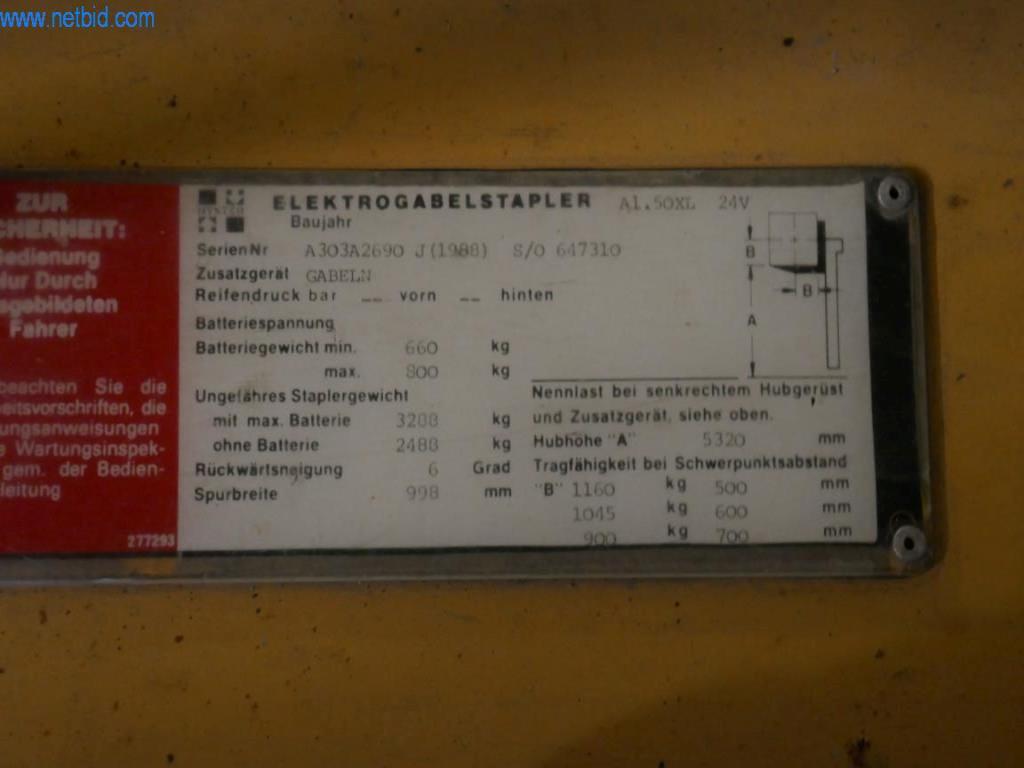 www.netbid.com
ZUR
CHERHEIT:
Bedienung
Nur Durch
sgebildeten
Fahrer
beachten Sie die
eitsvorschriften, die
ungsanweisungen
e Wartungsinspek-
gem. der Bedien-
leitung
277293
HYSTER
ELEKTROGABELSTAPLER A1.50XL 24V
Baujahr
SerienNr A303A2690 J(1988) S/O 647310
Zusatzgerät GABELN
Reifendruck bar -- vorn -- hinten
Batteriespannung
Batteriegewicht min. 660 kg
max. 800 kg
Ungefähres Staplergewicht
mit max. Batterie 3288 kg
ohne Batterie 2488 kg
Rückwärtsneigung 6 Grad
Spurbreite 998 mm
B
B
A
Nennlast bei senkrechtem Hubgerüst
und Zusatzgerät, siehe oben.
Hubhöhe "A" 5320 mm
Tragfähigkeit bei Schwerpunktsabstand
"B" 1160 kg 500 mm
1045 kg 600 mm
900 kg 700 mm